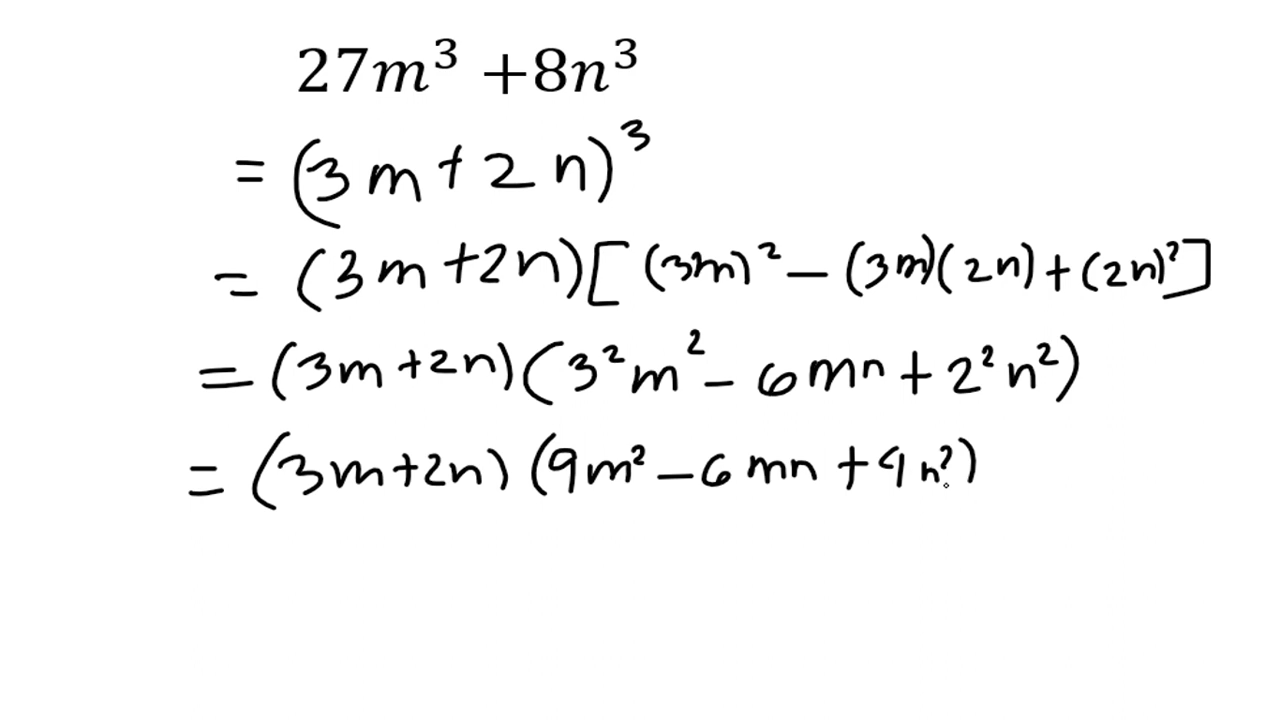 27m³ +8n³
= (3m+2n)³
= (3m+2n)[(3m)²-(3m)(2n)+(2n)²]
= (3m+2n)(3²m²-6mn+2²n²)
= (3m+2n)(9m²-6mn+4n²)